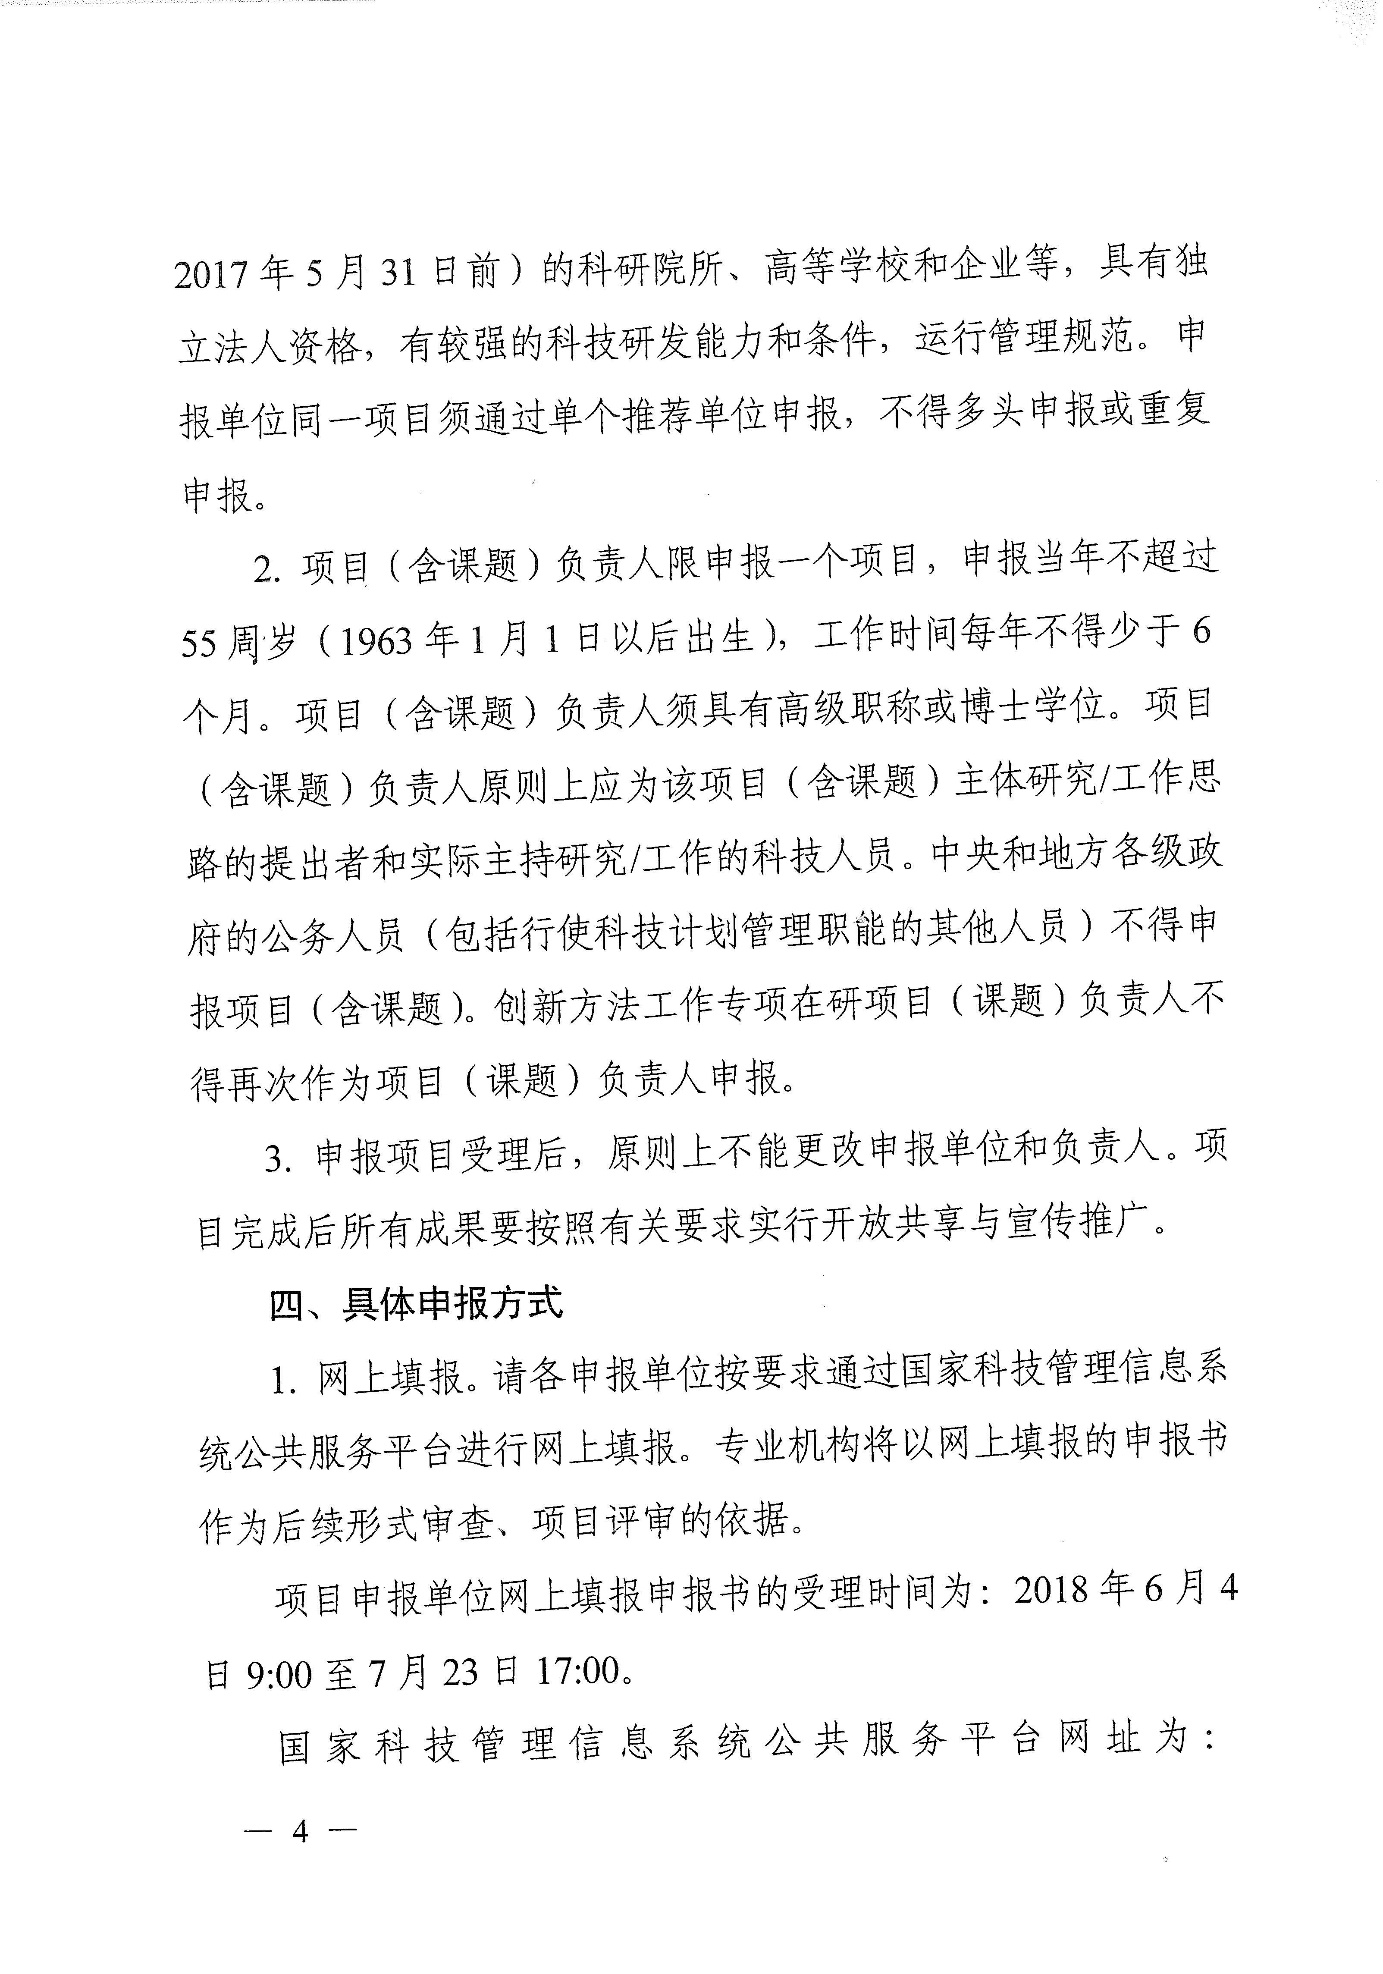 2017 年 5 月 31 日前）的科研院所、高等学校和企业等，具有独
立法人资格，有较强的科技研发能力和条件，运行管理规范。申
报单位同一项目须通过单个推荐单位申报，不得多头申报或重复
申报。
2. 项目（含课题）负责人限申报一个项目，申报当年不超过
55 周岁（1963 年 1 月 1 日以后出生），工作时间每年不得少于 6
个月。项目（含课题）负责人须具有高级职称或博士学位。项目
（含课题）负责人原则上应为该项目（含课题）主体研究/工作思
路的提出者和实际主持研究/工作的科技人员。中央和地方各级政
府的公务人员（包括行使科技计划管理职能的其他人员）不得申
报项目（含课题）。创新方法工作专项在研项目（课题）负责人不
得再次作为项目（课题）负责人申报。
3. 申报项目受理后，原则上不能更改申报单位和负责人。项
目完成后所有成果要按照有关要求实行开放共享与宣传推广。
四、具体申报方式
1. 网上填报。请各申报单位按要求通过国家科技管理信息系
统公共服务平台进行网上填报。专业机构将以网上填报的申报书
作为后续形式审查、项目评审的依据。
项目申报单位网上填报申报书的受理时间为：2018 年 6 月 4
日 9:00 至 7 月 23 日 17:00。
国家科技管理信息系统公共服务平台网址为：
— 4 —